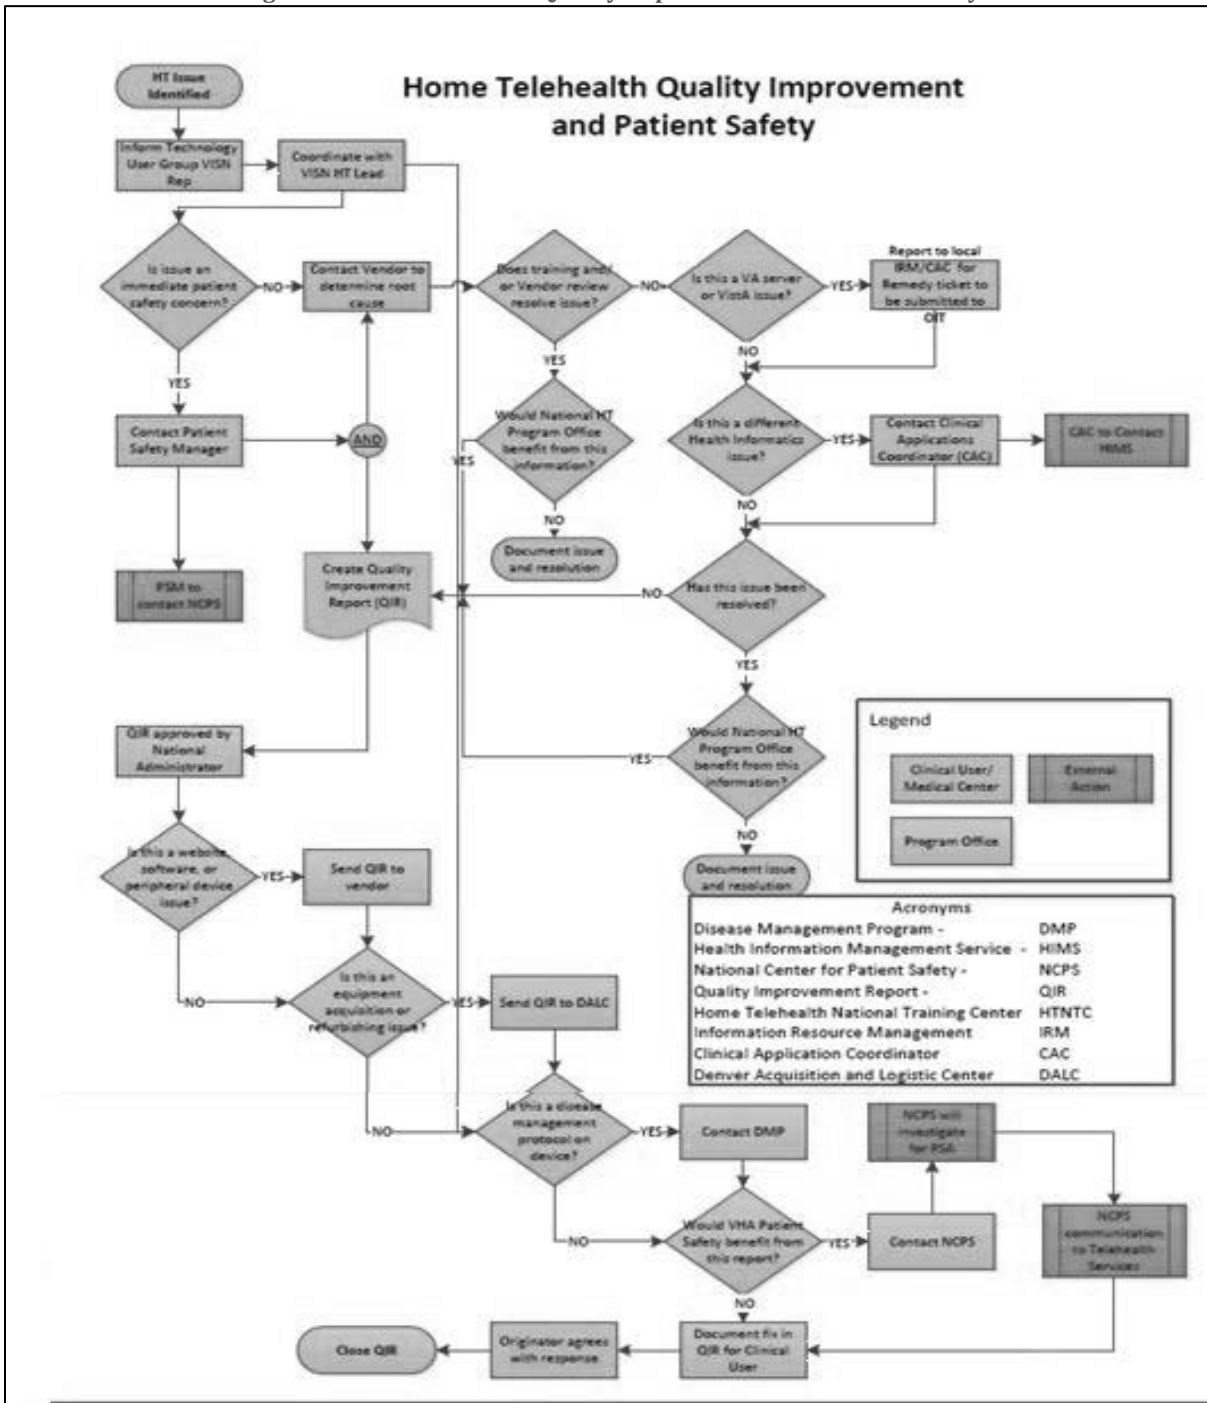 Home Telehealth Quality Improvement
and Patient Safety
HT Issue
Identified
Inform Technology
User Group VISN
Rep
Coordinate with
VISN HT Lead
Is issue an
immediate patient
safety concern?
NO
Contact Vendor to
determine root
cause
Does training and/
or Vendor review
resolve issue?
NO
Is this a VA server
or VistA issue?
YES
Report to local
IRM/CAC for
Remedy ticket to
be submitted to
OIT
YES
YES
NO
Contact Patient
Safety Manager
AND
Would National HT
Program Office
benefit from this
information?
YES
Is this a different
Health Informatics
issue?
YES
Contact Clinical
Applications
Coordinator (CAC)
CAC to Contact
HIMS
NO
NO
Document issue
and resolution
PSM to
contact NCPS
Create Quality
Improvement
Report (QIR)
NO
Has this issue been
resolved?
YES
QIR approved by
National
Administrator
YES
Would National HT
Program Office
benefit from this
information?
NO
Document issue
and resolution
Legend
Clinical User/
Medical Center
External
Action
Program Office
Is this a website,
software, or
peripheral device
issue?
YES
Send QIR to
vendor
NO
Is this an
equipment
acquisition or
refurbishing issue?
YES
Send QIR to DALC
Acronyms
Disease Management Program - DMP
Health Information Management Service - HIMS
National Center for Patient Safety - NCPS
Quality Improvement Report - QIR
Home Telehealth National Training Center HTNTC
Information Resource Management IRM
Clinical Application Coordinator CAC
Denver Acquisition and Logistic Center DALC
NO
Is this a disease
management
protocol on
device?
YES
Contact DMP
NCPS will
investigate
for PSA
NO
Would VHA Patient
Safety benefit from
this report?
YES
Contact NCPS
NCPS
communication
to Telehealth
Services
NO
Close QIR
Originator agrees
with response
Document fix in
QIR for Clinical
User